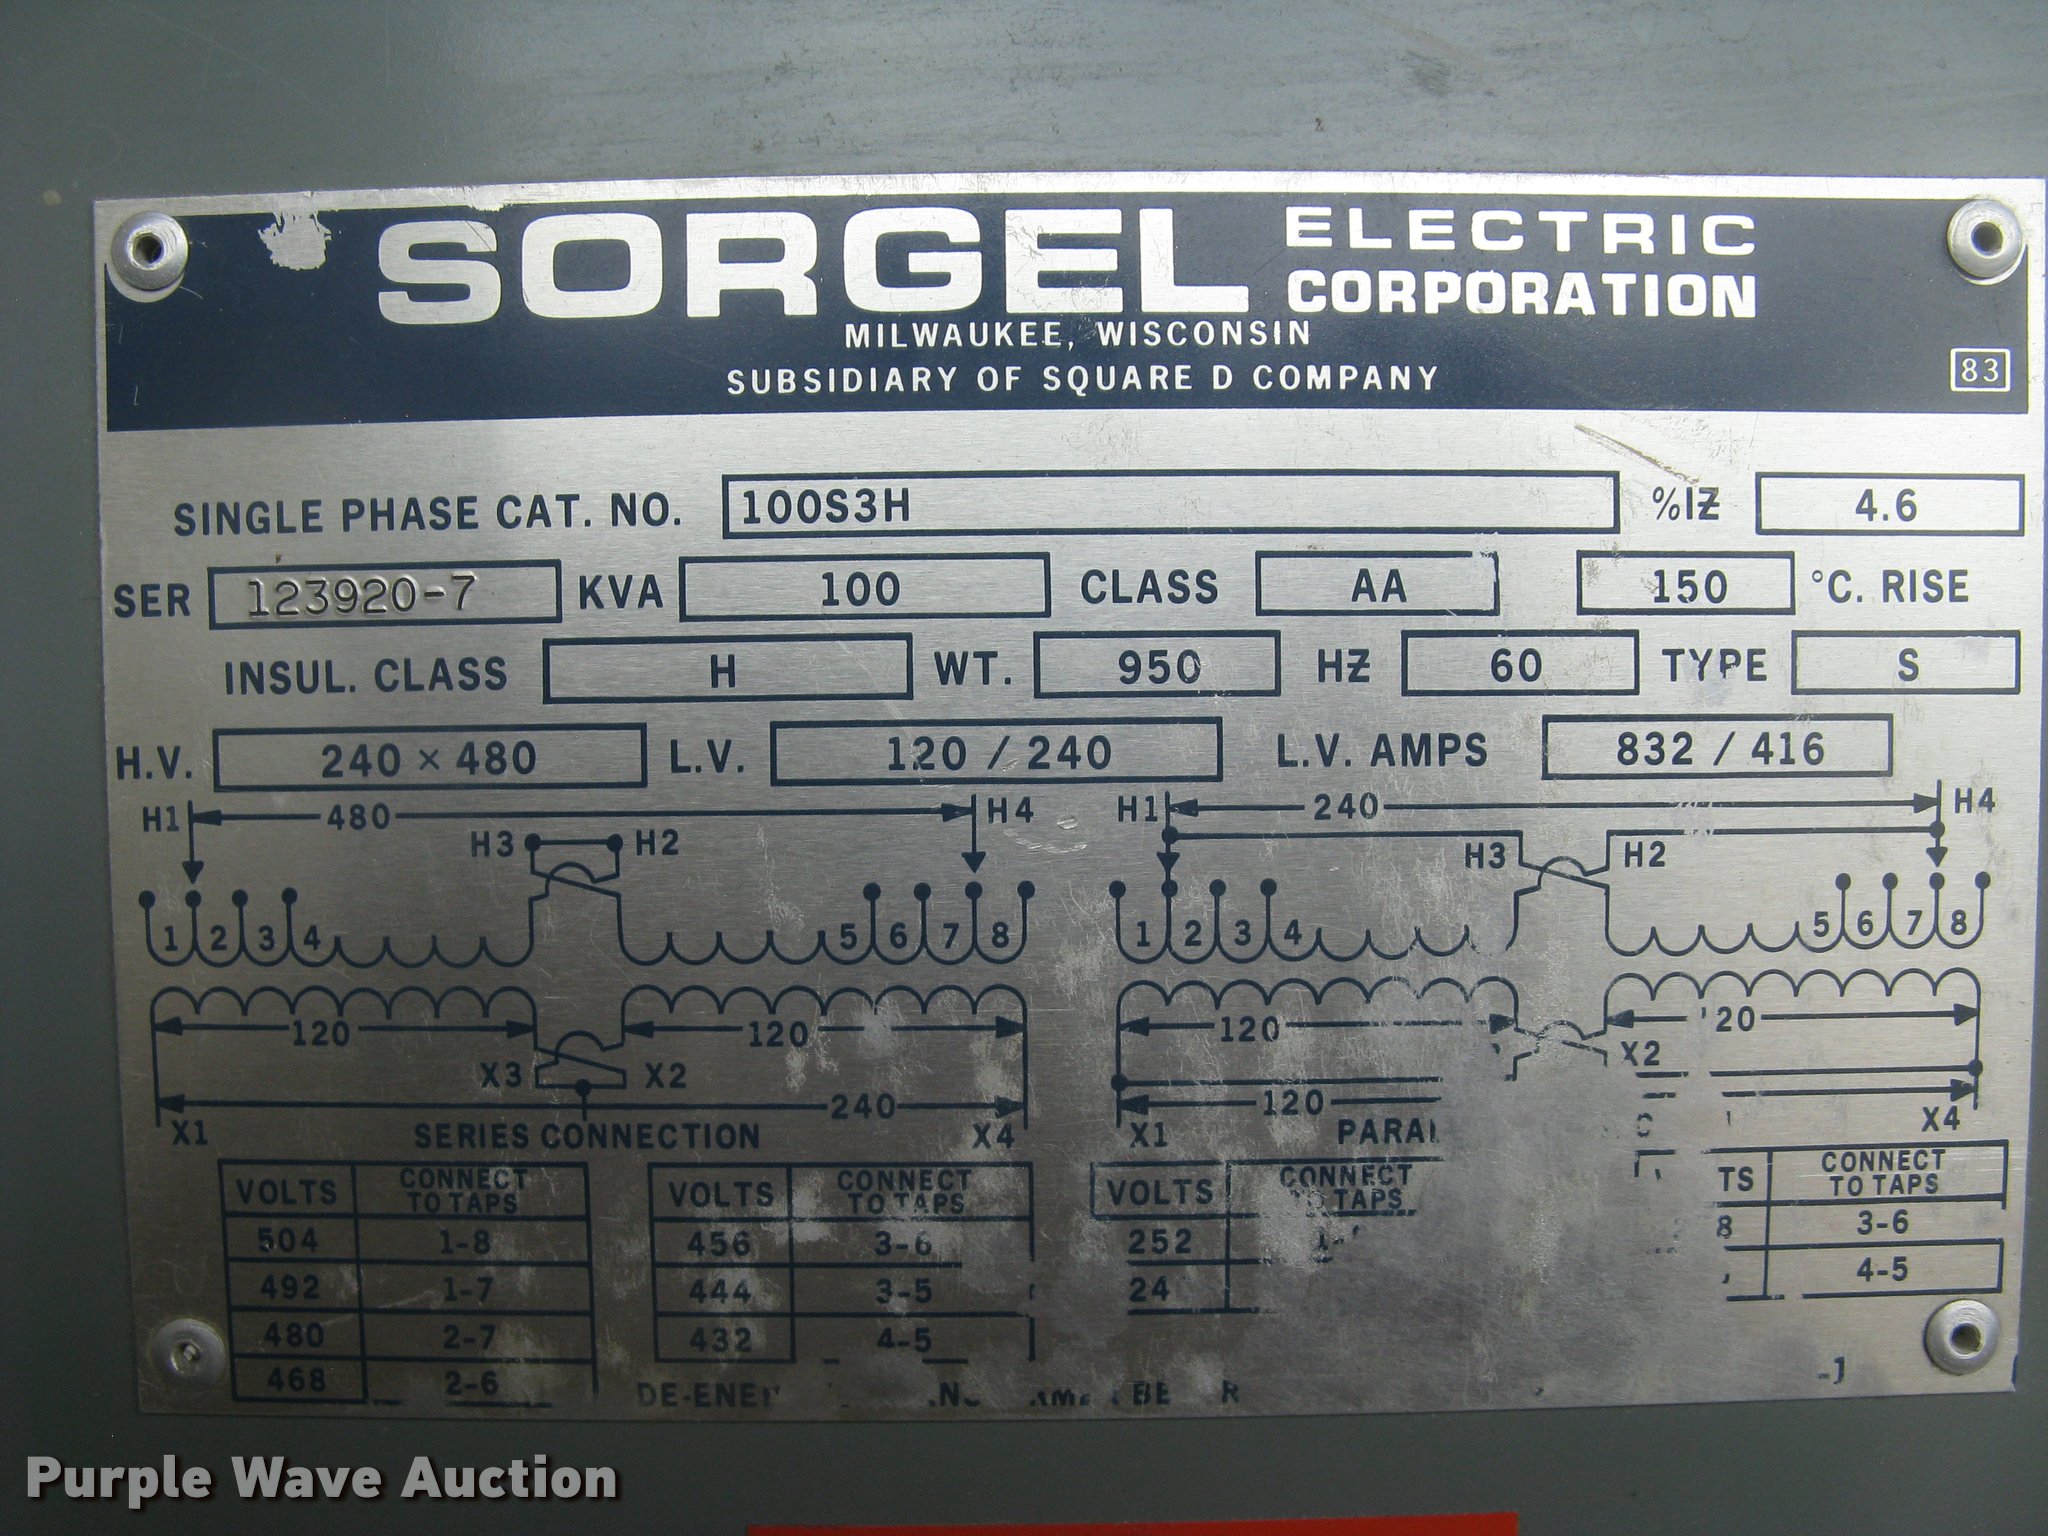 SORGEL ELECTRIC CORPORATION
MILWAUKEE, WISCONSIN
SUBSIDIARY OF SQUARE D COMPANY
83
SINGLE PHASE CAT. NO. 100S3H %IZ 4.6
SER 123920-7 KVA 100 CLASS AA 150 °C. RISE
INSUL. CLASS H WT. 950 HZ 60 TYPE S
H.V. 240 × 480 L.V. 120 / 240 L.V. AMPS 832 / 416
H1 480 H4 H1 240 H4
H3 H2 H3 H2
1 2 3 4 5 6 7 8 1 2 3 4 5 6 7 8
120 120 120
X3 X2 X2
240 120
X1 SERIES CONNECTION X4 X1 X4
VOLTS CONNECT TO TAPS VOLTS CONNECT TO TAPS VOLTS CONNECT TAPS CONNECT TO TAPS
504 1-8 456 3-6 252 3-6
492 1-7 444 3-5 4-5
480 2-7 432 4-5
468 2-6
Purple Wave Auction